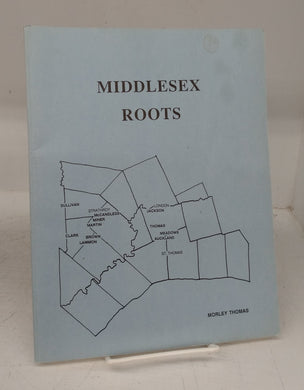 MIDDLESEX
ROOTS
SULLIVAN
STRATHROY
McCANDLESS
MINER
MARTIN
CLARK
BROWN
LAMMON
LONDON
JACKSON
THOMAS
MEADOWS
AUCKLAND
ST. THOMAS
MORLEY THOMAS